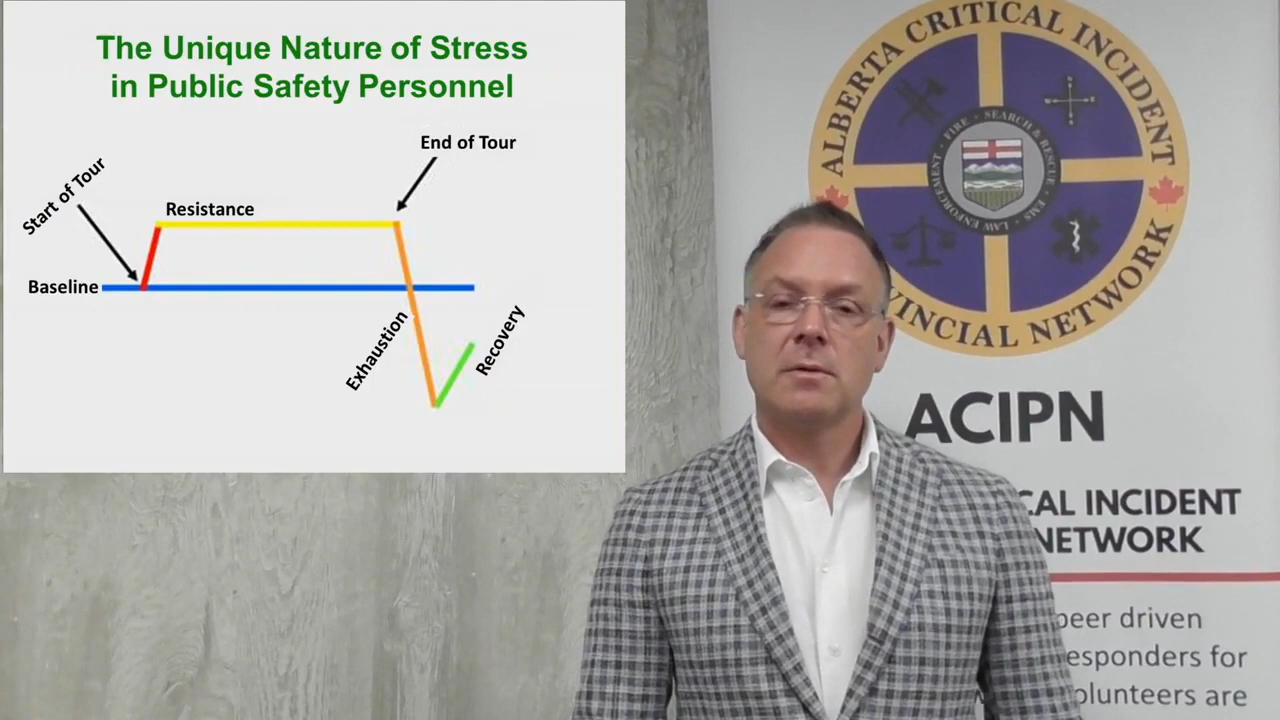 The Unique Nature of Stress
in Public Safety Personnel
End of Tour
Start of Tour
Resistance
Baseline
Exhaustion
Recovery
ALBERTA CRITICAL INCIDENT
VINCIAL NETWORK
FIRE · SEARCH & RESCUE · EMS · LAW ENFORCEMENT
ACIPN
CAL INCIDENT
NETWORK
peer driven
esponders for
olunteers are